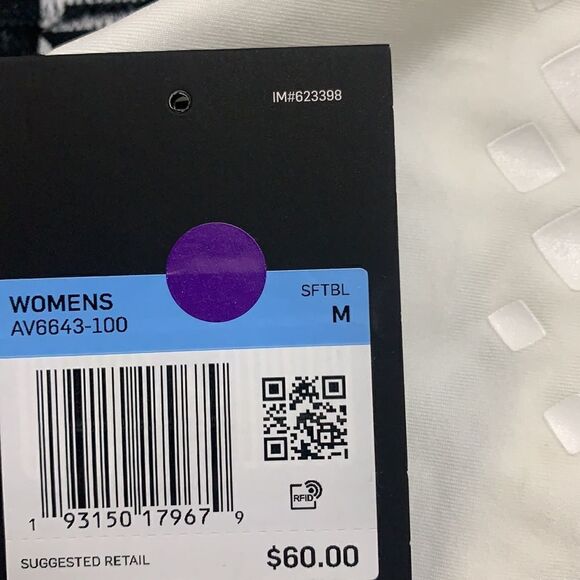 IM#623398
WOMENS
SFTBL
AV6643-100
M
RFID
1 93150 17967 9
SUGGESTED RETAIL
$60.00